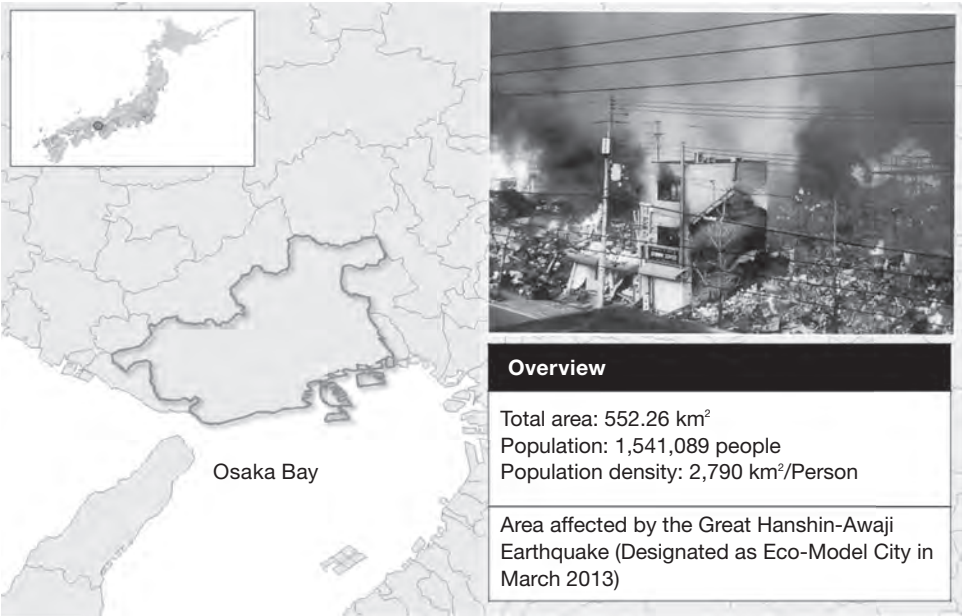 Osaka Bay
Overview
Total area: 552.26 km²
Population: 1,541,089 people
Population density: 2,790 km²/Person
Area affected by the Great Hanshin-Awaji
Earthquake (Designated as Eco-Model City in
March 2013)